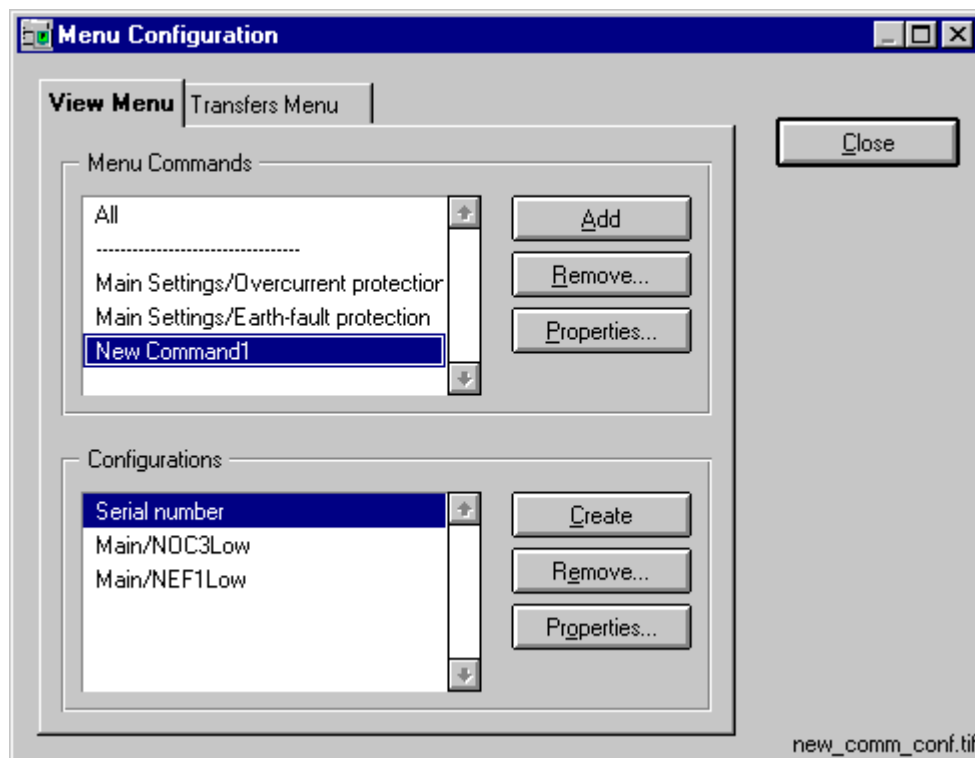 Menu Configuration
View Menu
Transfers Menu
Close
Menu Commands
All
----------------------------------
Main Settings/Overcurrent protection
Main Settings/Earth-fault protection
New Command1
Add
Remove...
Properties...
Configurations
Serial number
Main/NOC3Low
Main/NEF1Low
Create
Remove...
Properties...
new_comm_conf.tif